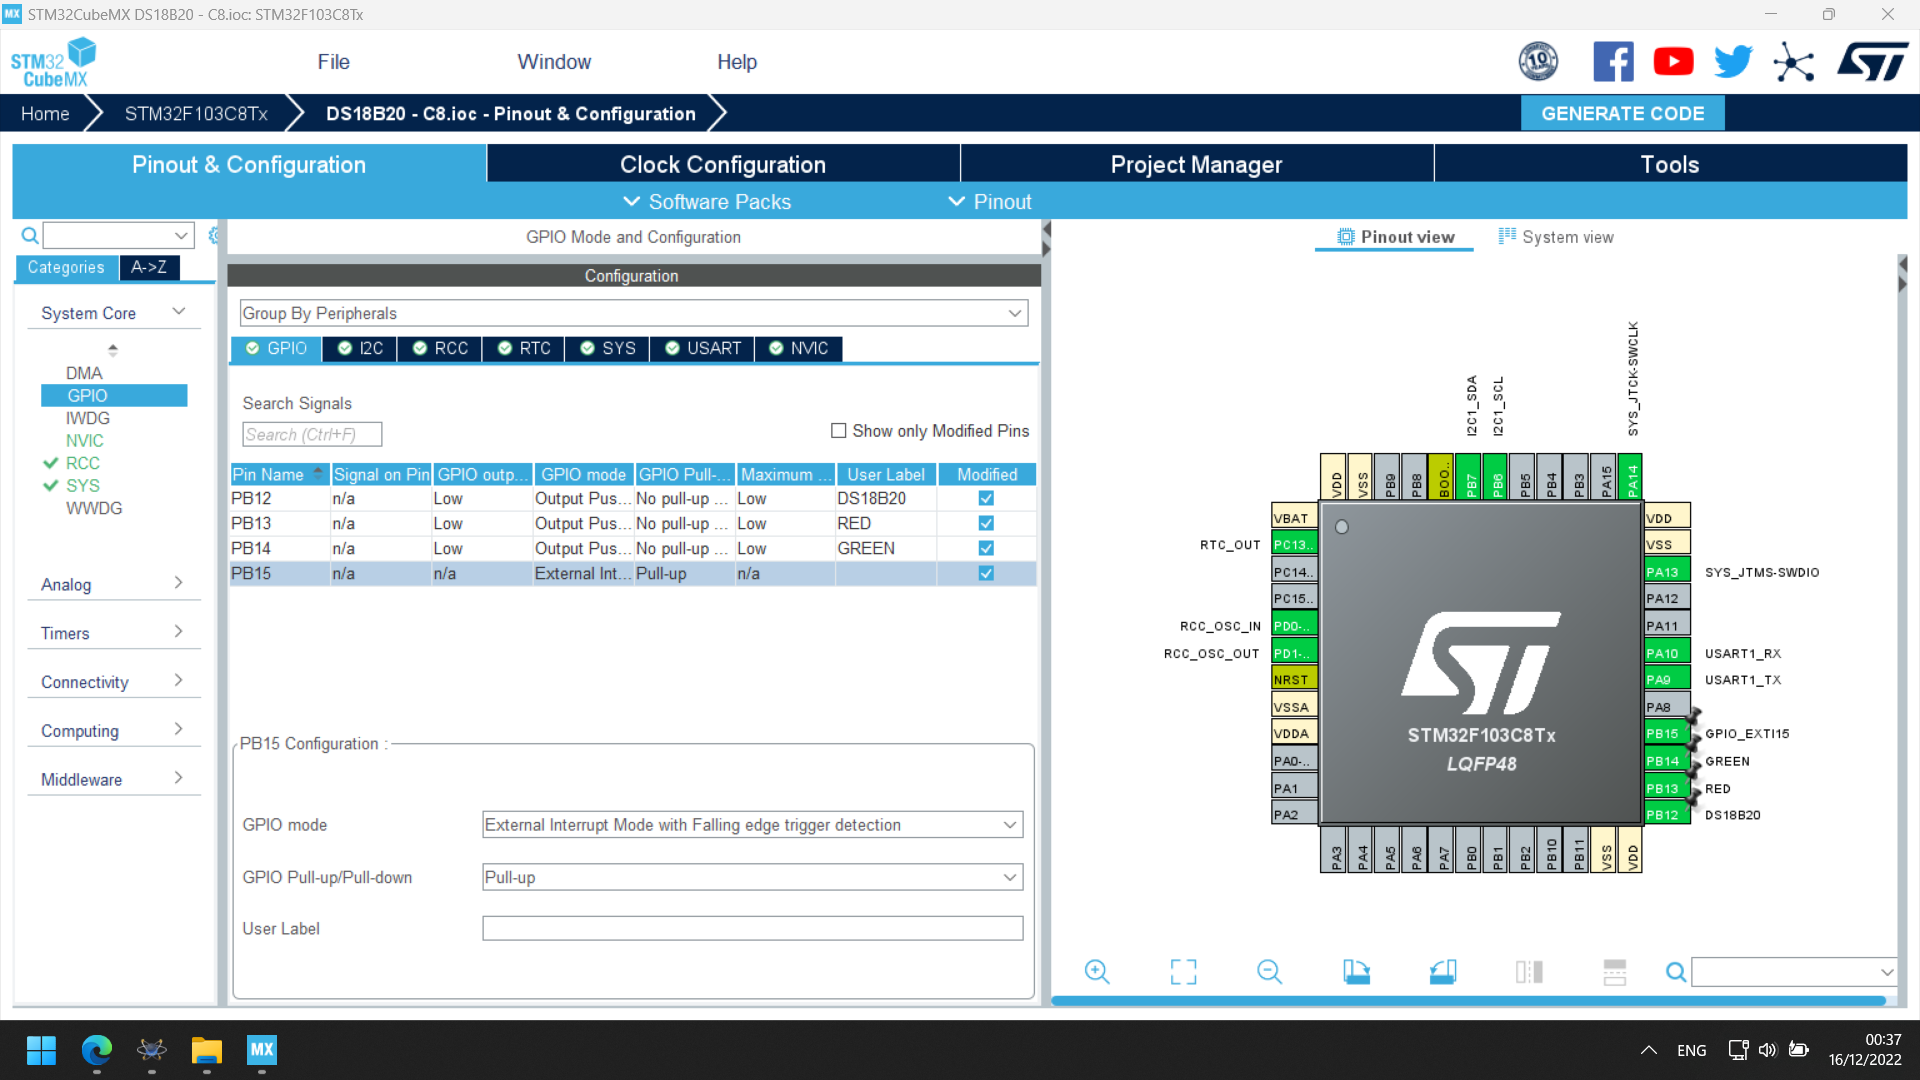 MX STM32CubeMX DS18B20 - C8.ioc: STM32F103C8Tx
STM32 CubeMX
File Window Help
10
Home STM32F103C8Tx DS18B20 - C8.ioc - Pinout & Configuration GENERATE CODE
Pinout & Configuration Clock Configuration Project Manager Tools
Software Packs Pinout
GPIO Mode and Configuration
Pinout view System view
Categories A->Z
Configuration
System Core
DMA
GPIO
IWDG
NVIC
RCC
SYS
WWDG
Analog
Timers
Connectivity
Computing
Middleware
Group By Peripherals
GPIO I2C RCC RTC SYS USART NVIC
Search Signals
Search (Ctrl+F)
Show only Modified Pins
Pin Name Signal on Pin GPIO outp... GPIO mode GPIO Pull-... Maximum ... User Label Modified
PB12 n/a Low Output Pus... No pull-up ... Low DS18B20
PB13 n/a Low Output Pus... No pull-up ... Low RED
PB14 n/a Low Output Pus... No pull-up ... Low GREEN
PB15 n/a n/a External Int... Pull-up n/a
PB15 Configuration :
GPIO mode External Interrupt Mode with Falling edge trigger detection
GPIO Pull-up/Pull-down Pull-up
User Label
I2C1_SDA
I2C1_SCL
SYS_JTCK-SWCLK
VDD VSS PB9 PB8 BOO.. PB7 PB6 PB5 PB4 PB3 PA15 PA14
VBAT
RTC_OUT PC13..
PC14..
PC15..
RCC_OSC_IN PD0-..
RCC_OSC_OUT PD1-..
NRST
VSSA
VDDA
PA0-..
PA1
PA2
ST
STM32F103C8Tx
LQFP48
VDD
VSS
PA13 SYS_JTMS-SWDIO
PA12
PA11
PA10 USART1_RX
PA9 USART1_TX
PA8
PB15 GPIO_EXTI15
PB14 GREEN
PB13 RED
PB12 DS18B20
PA3 PA4 PA5 PA6 PA7 PB0 PB1 PB2 PB10 PB11 VSS VDD
MX
ENG
00:37
16/12/2022